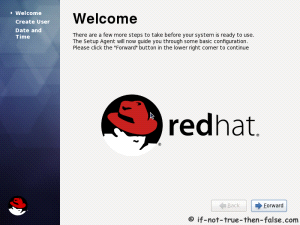 Welcome
Create User
Date and
Time
Welcome
There are a few more steps to take before your system is ready to use.
The Setup Agent will now guide you through some basic configuration.
Please click the "Forward" button in the lower right corner to continue
redhat.
Back
Forward
© if-not-true-then-false.com